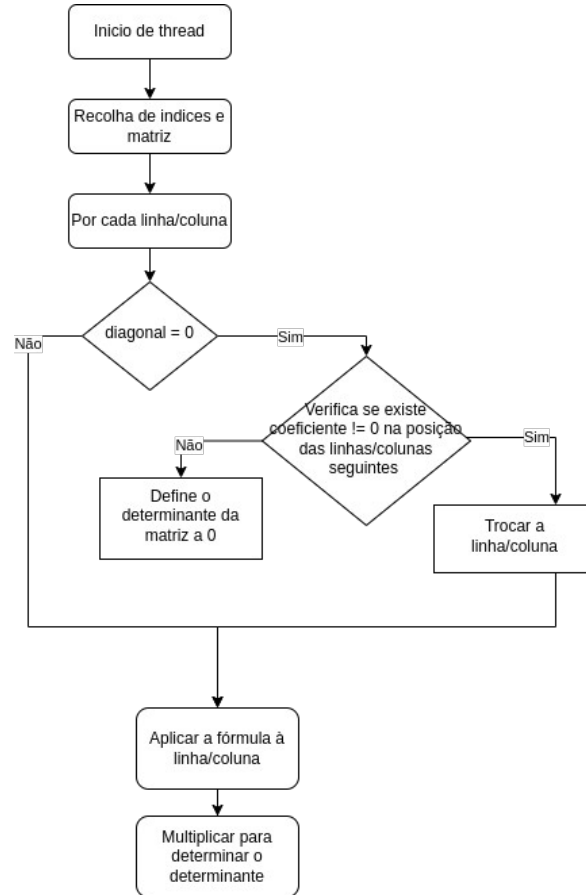 Inicio de thread
Recolha de indices e
matriz
Por cada linha/coluna
diagonal = 0
Não
Sim
Verifica se existe
coeficiente != 0 na posição
das linhas/colunas
seguintes
Não
Sim
Define o
determinante da
matriz a 0
Trocar a
linha/coluna
Aplicar a fórmula à
linha/coluna
Multiplicar para
determinar o
determinante